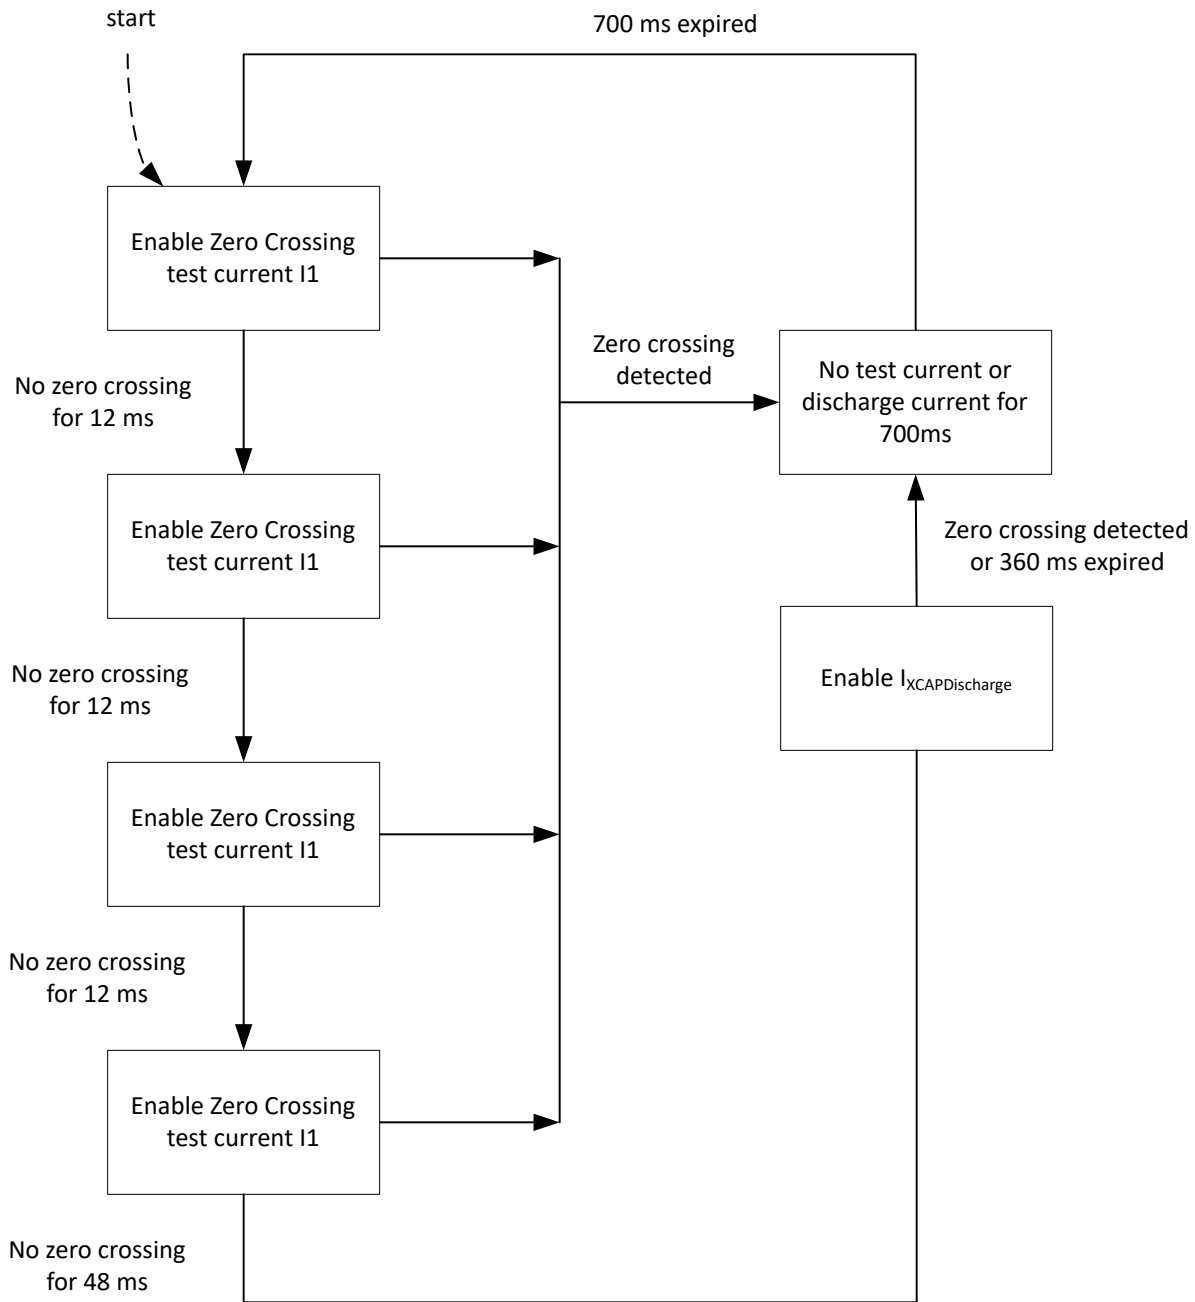 start
700 ms expired
Enable Zero Crossing
test current I1
Zero crossing
detected
No test current or
discharge current for
700ms
No zero crossing
for 12 ms
Enable Zero Crossing
test current I1
Zero crossing detected
or 360 ms expired
No zero crossing
for 12 ms
Enable IXCAPDischarge
Enable Zero Crossing
test current I1
No zero crossing
for 12 ms
Enable Zero Crossing
test current I1
No zero crossing
for 48 ms